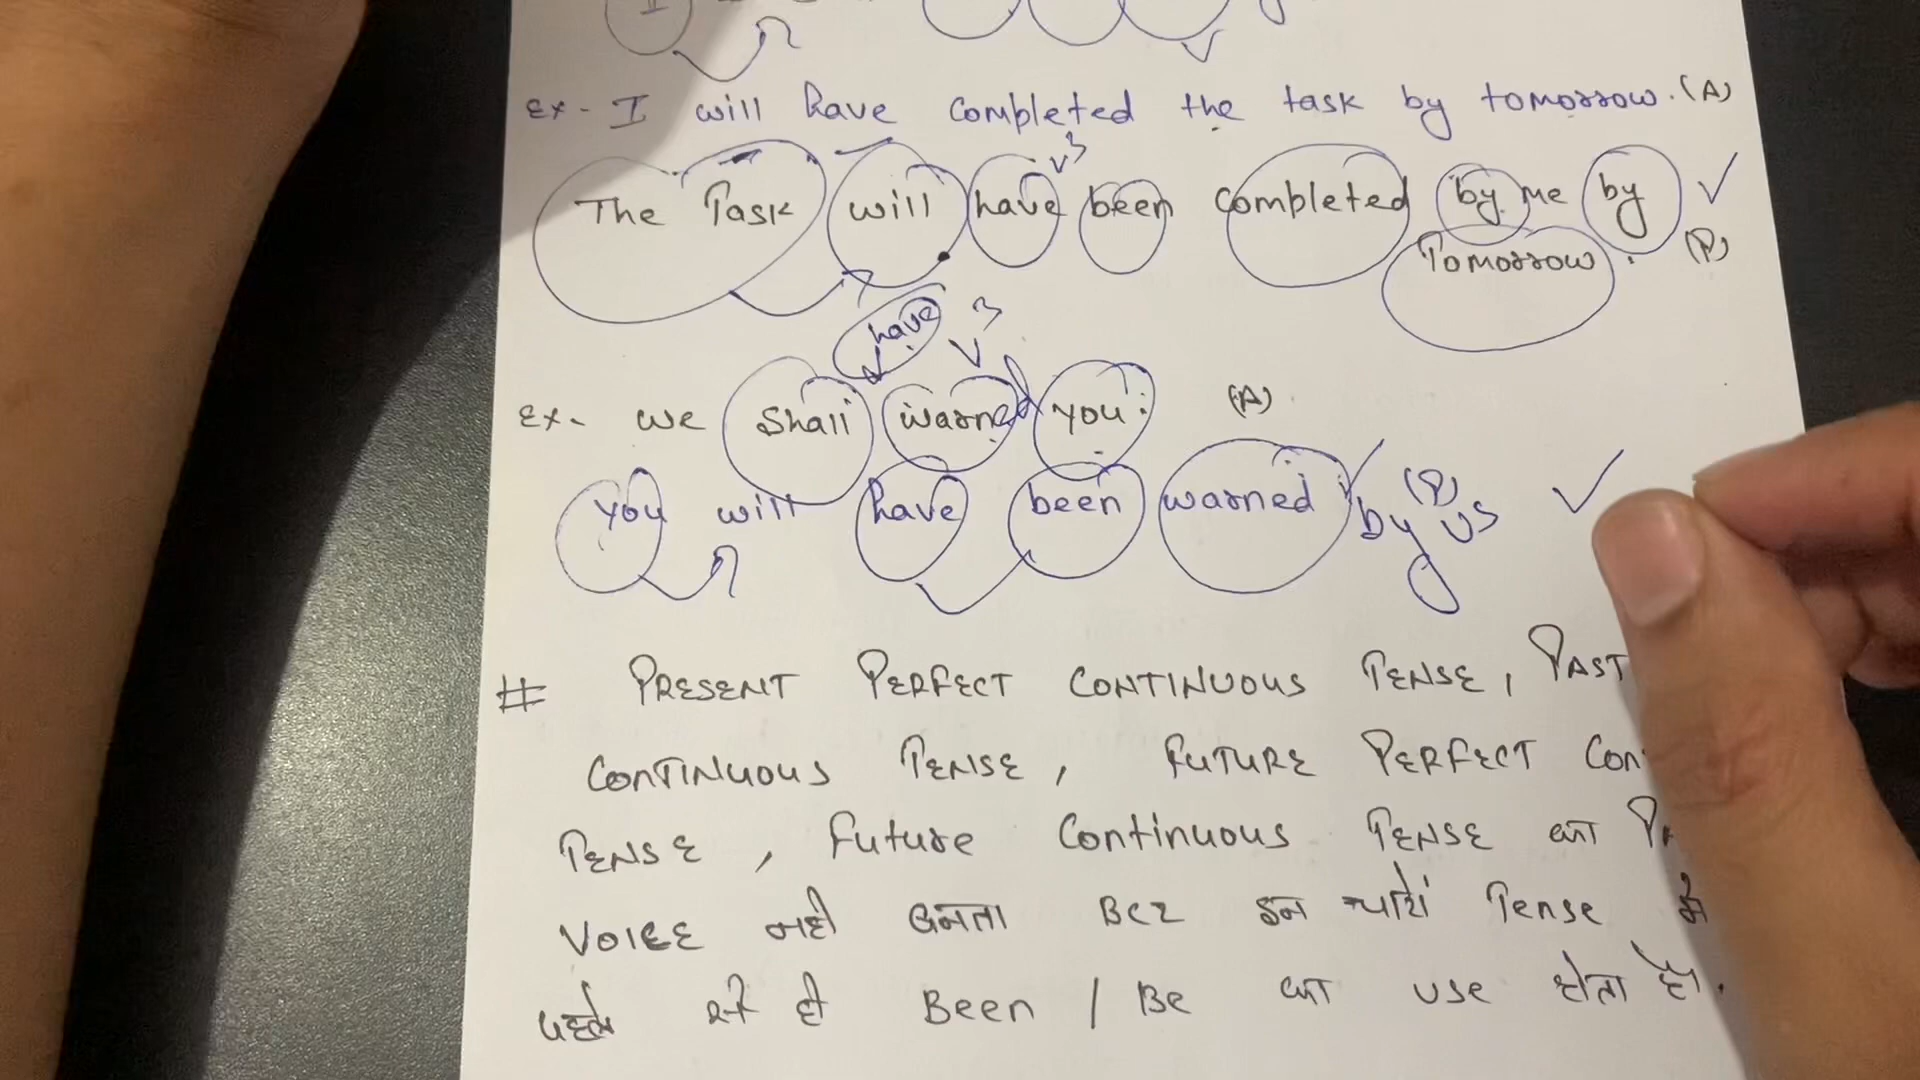 Ex- I will have completed the task by tomorrow. (A)
V3
The Task will have been completed by me by ✓
Tomorrow. (P)
have V3
Ex- We Shall warned you. (A)
You will have been warned by us (P) ✓
# PRESENT PERFECT CONTINUOUS TENSE, PAST
CONTINUOUS TENSE, FUTURE PERFECT CON
TENSE, Future Continuous TENSE का PA
VOICE नही बनता BCZ इन चारों Tense में
पहले से ही Been / Be का use होता है.